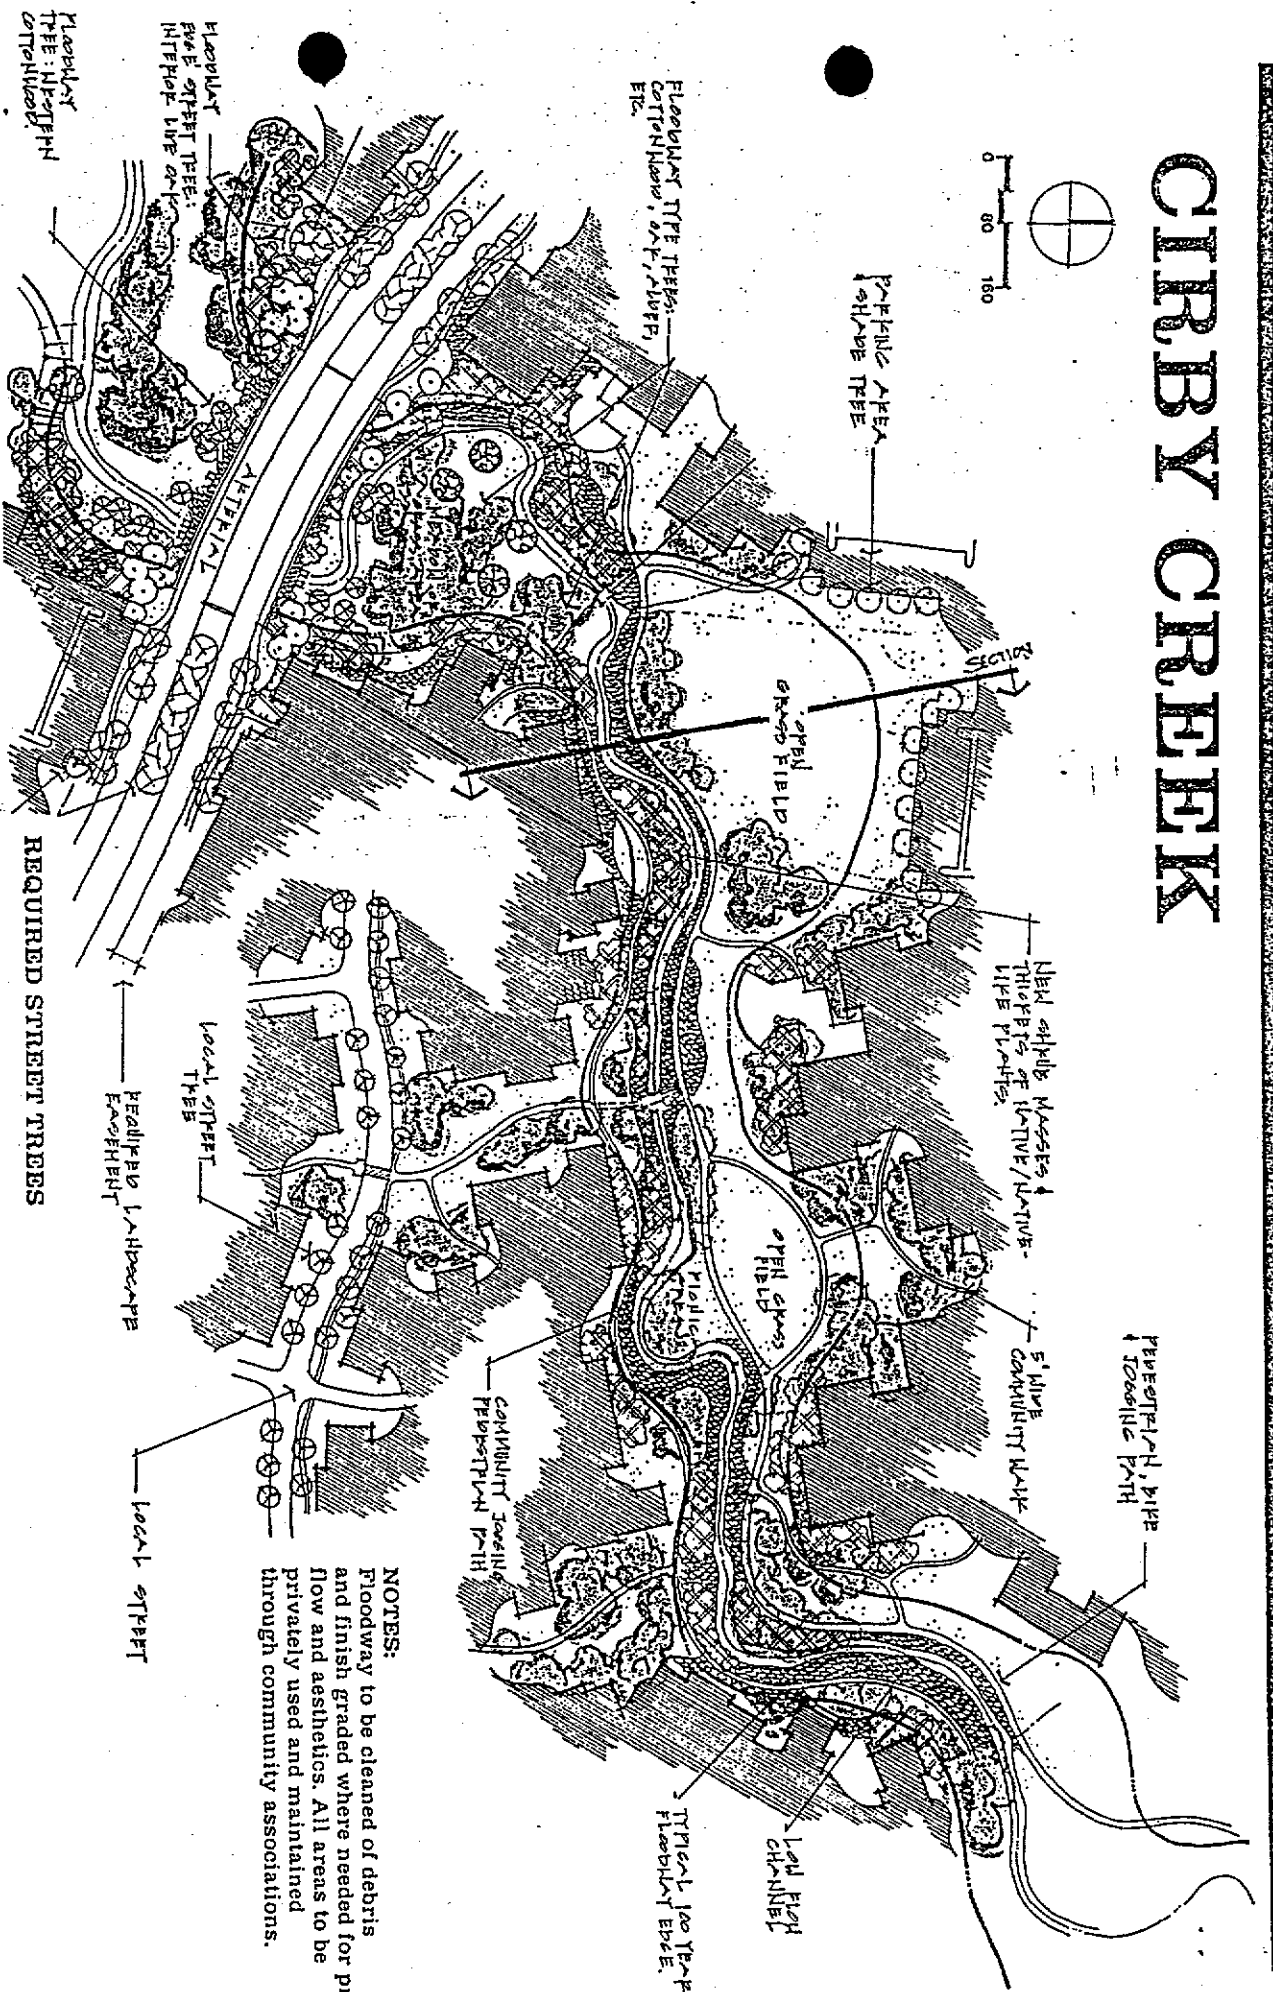 CIRBY CREEK
0 80 160
PARKING AREA
SHADE TREE
FLOODWAY TYPE TREES:
COTTONWOOD, OAK, ALDER,
ETC.
FLOODWAY
EDGE STREET TREE:
INTERIOR LIVE OAK
FLOODWAY
TREE: WESTERN
COTTONWOOD.
ARTERIAL
SECTION
OPEN
GRASS FIELD
NEW SHRUB MASSES &
THICKETS OF NATIVE/NATIVE-
LIKE PLANTS.
5' WIDE
COMMUNITY WALK
PEDESTRIAN, BIKE
& JOGGING PATH
OPEN GRASS
FIELD
PICNIC
AREA
COMMUNITY JOGGING
PEDESTRIAN PATH
LOW FLOW
CHANNEL
TYPICAL 100 YEAR
FLOODWAY EDGE.
LOCAL STREET
TREE
LOCAL STREET
REQUIRED LANDSCAPE
EASEMENT
REQUIRED STREET TREES
NOTES:
Floodway to be cleaned of debris
and finish graded where needed for pr
flow and aesthetics. All areas to be
privately used and maintained
through community associations.